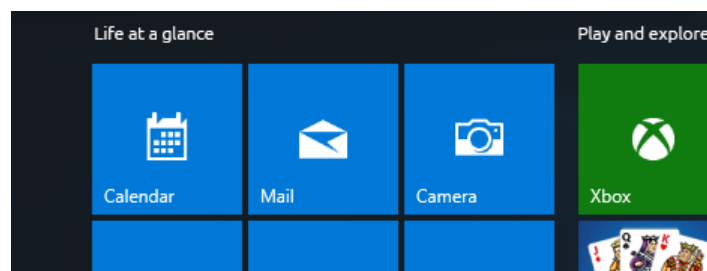 Life at a glance
Play and explore
Calendar
Mail
Camera
Xbox
J Q K